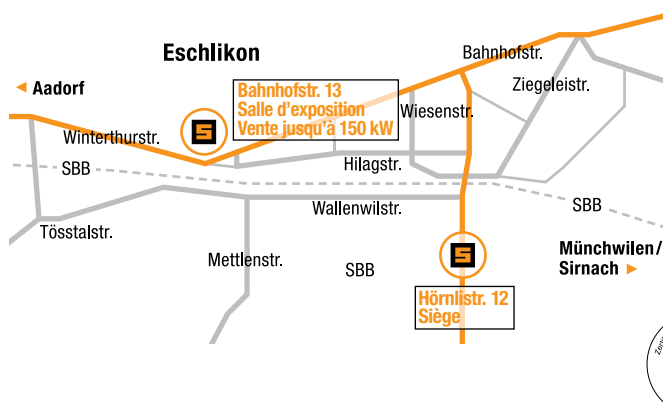 Eschlikon
Bahnhofstr.
Aadorf
Bahnhofstr. 13
Salle d'exposition
Vente jusqu'à 150 kW
Ziegeleistr.
Wiesenstr.
Winterthurstr.
Hilagstr.
SBB
Wallenwilstr.
SBB
Tösstalstr.
Mettlenstr.
SBB
Münchwilen/
Sirnach
Hörnlistr. 12
Siège